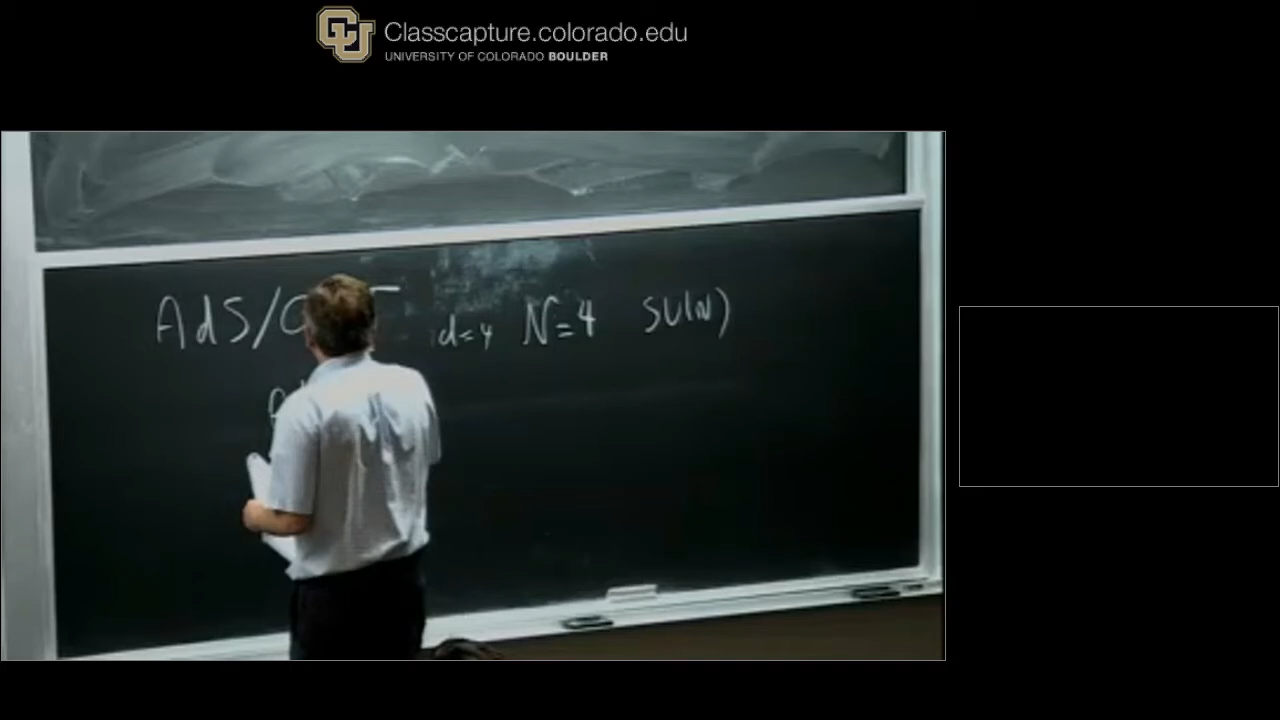 Classcapture.colorado.edu
UNIVERSITY OF COLORADO BOULDER
AdS/C d=4 N=4 SU(N)